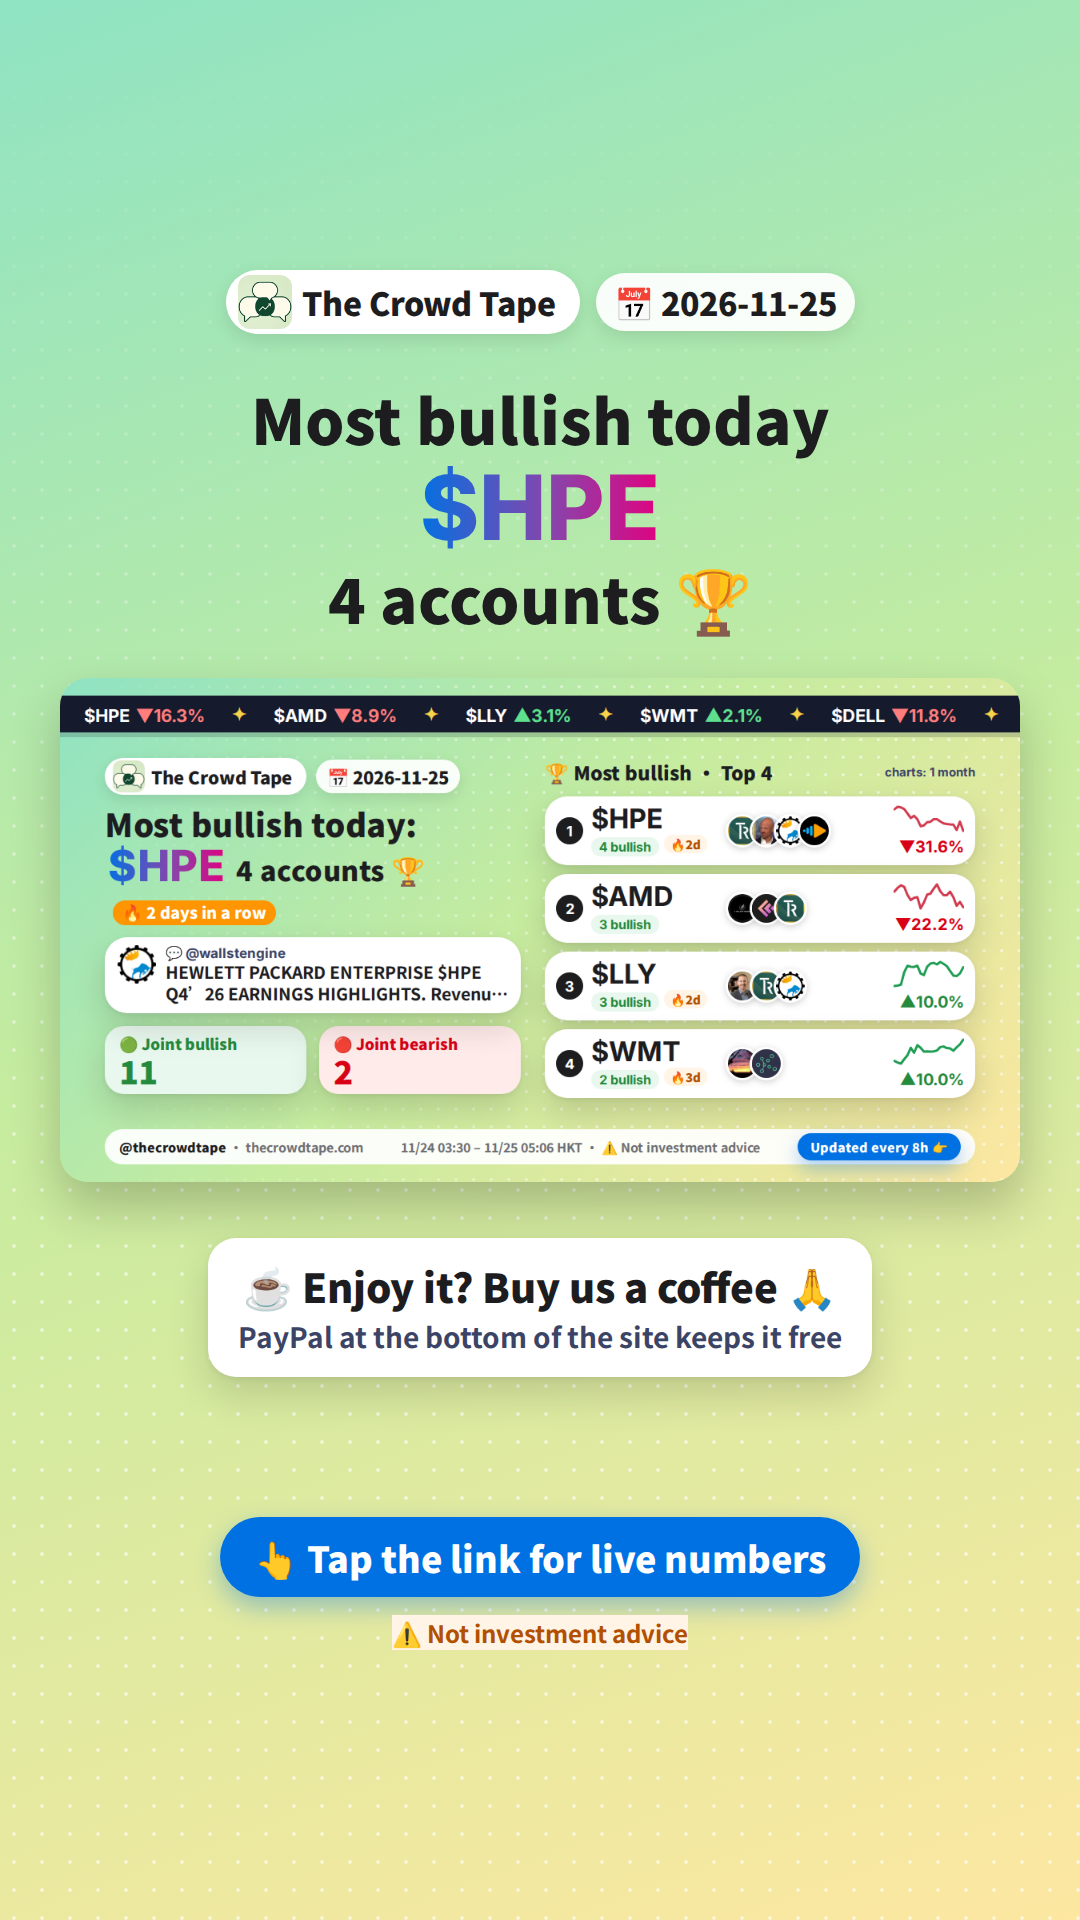 The Crowd Tape
2026-11-25
Most bullish today
$HPE
4 accounts
$HPE ▼16.3% ✦ $AMD ▼8.9% ✦ $LLY ▲3.1% ✦ $WMT ▲2.1% ✦ $DELL ▼11.8% ✦
The Crowd Tape
2026-11-25
Most bullish today:
$HPE 4 accounts
2 days in a row
@wallstengine
HEWLETT PACKARD ENTERPRISE $HPE
Q4’26 EARNINGS HIGHLIGHTS. Revenu…
Joint bullish
11
Joint bearish
2
Most bullish • Top 4
charts: 1 month
1
$HPE
4 bullish
2d
▼31.6%
2
$AMD
3 bullish
▼22.2%
3
$LLY
3 bullish
2d
▲10.0%
4
$WMT
2 bullish
3d
▲10.0%
@thecrowdtape • thecrowdtape.com
11/24 03:30 – 11/25 05:06 HKT • ⚠️ Not investment advice
Updated every 8h
Enjoy it? Buy us a coffee
PayPal at the bottom of the site keeps it free
Tap the link for live numbers
⚠️ Not investment advice